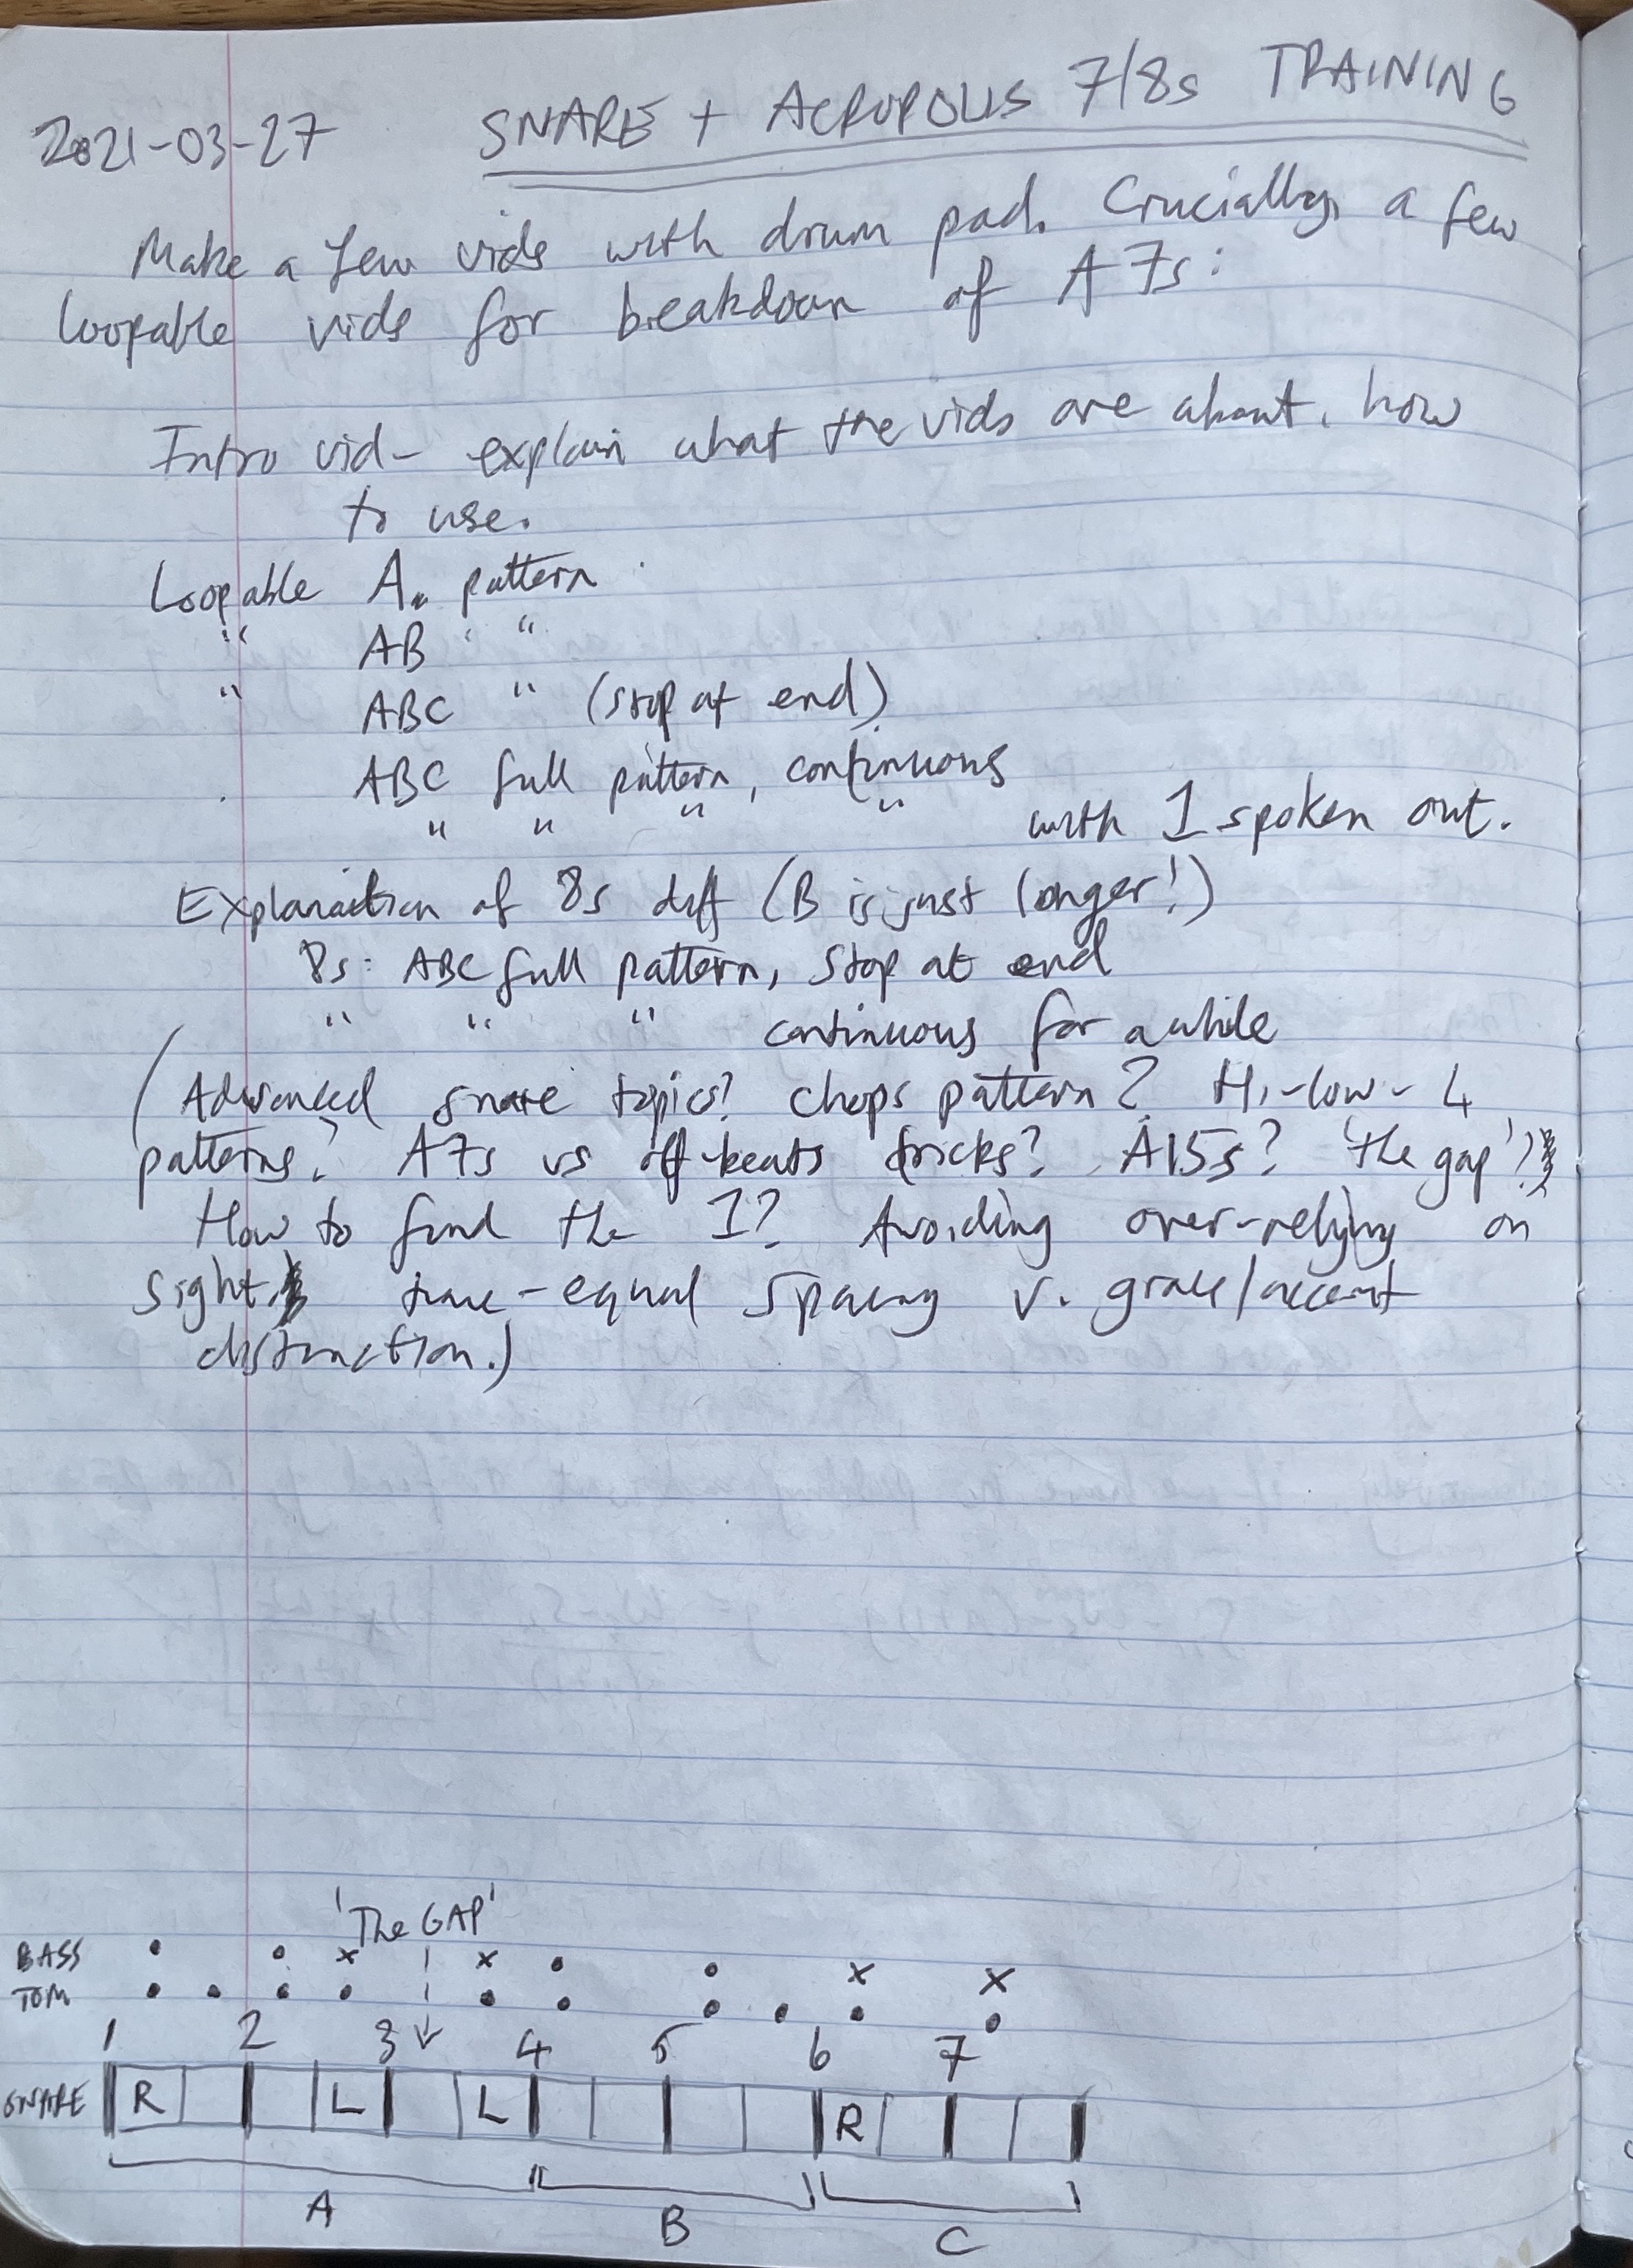 2021-03-27 SNARE + ACROPOLIS 7/8s TRAINING
Make a few vids with drum pad. Crucially, a few
loopable vids for breakdown of A7s:
Intro vid - explain what the vids are about, how
to use.
Loopable A pattern
" AB "
" ABC " (stop at end)
ABC full pattern, continuous
" " " " with 1 spoken out.
Explanation of 8s diff (B is just longer!)
8s: ABC full pattern, stop at end
" " " continuous for a while
(Advanced snare topics? chops pattern? Hi-low-4
patterns? A7s vs off-beats tricks? A15s? 'the gap'?
How to find the 1? Avoiding over-relying on
sight. time-equal spacing v. grace/accent
distinction.)
'The GAP'
BASS • • x x • • x x
TOM • • • • • • • • • •
1 2 3 4 5 6 7
SNARE R L L R
A B C